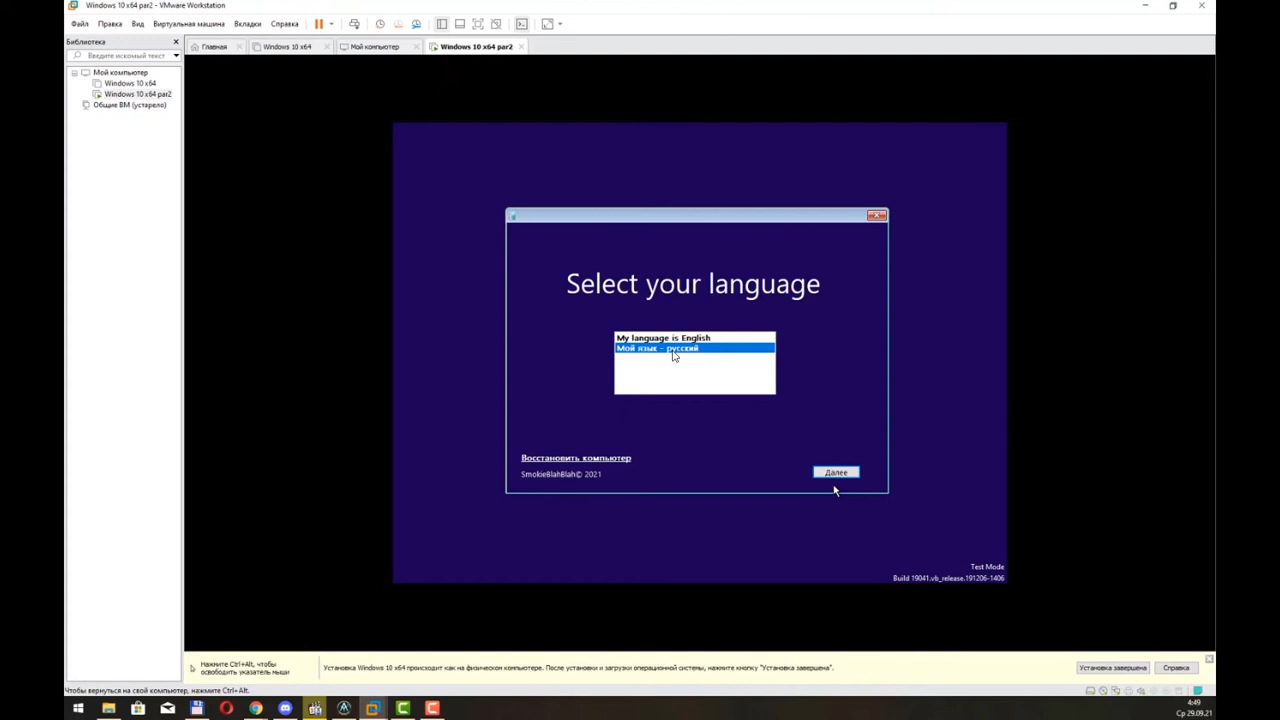 Windows 10 x64 par2 - VMware Workstation
Файл Правка Вид Виртуальная машина Вкладки Справка
Библиотека
Введите искомый текст
Главная Windows 10 x64 Мой компьютер Windows 10 x64 par2
Мой компьютер
Windows 10 x64
Windows 10 x64 par2
Общие ВМ (устарело)
Select your language
My language is English
Мой язык - русский
Восстановить компьютер
SmokieBlahBlah© 2021
Далее
Test Mode
Build 19041.vb_release.191206-1406
Нажмите Ctrl+Alt, чтобы
освободить указатель мыши
Установка Windows 10 x64 происходит как на физическом компьютере. После установки и загрузки операционной системы, нажмите кнопку "Установка завершена".
Установка завершена
Справка
Чтобы вернуться на свой компьютер, нажмите Ctrl+Alt.
4:49
Ср 29.09.21